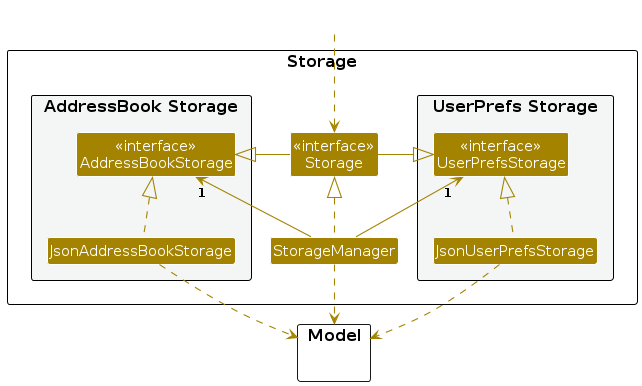 Storage
AddressBook Storage
UserPrefs Storage
«interface»
AddressBookStorage
«interface»
Storage
«interface»
UserPrefsStorage
1
1
JsonAddressBookStorage
StorageManager
JsonUserPrefsStorage
Model